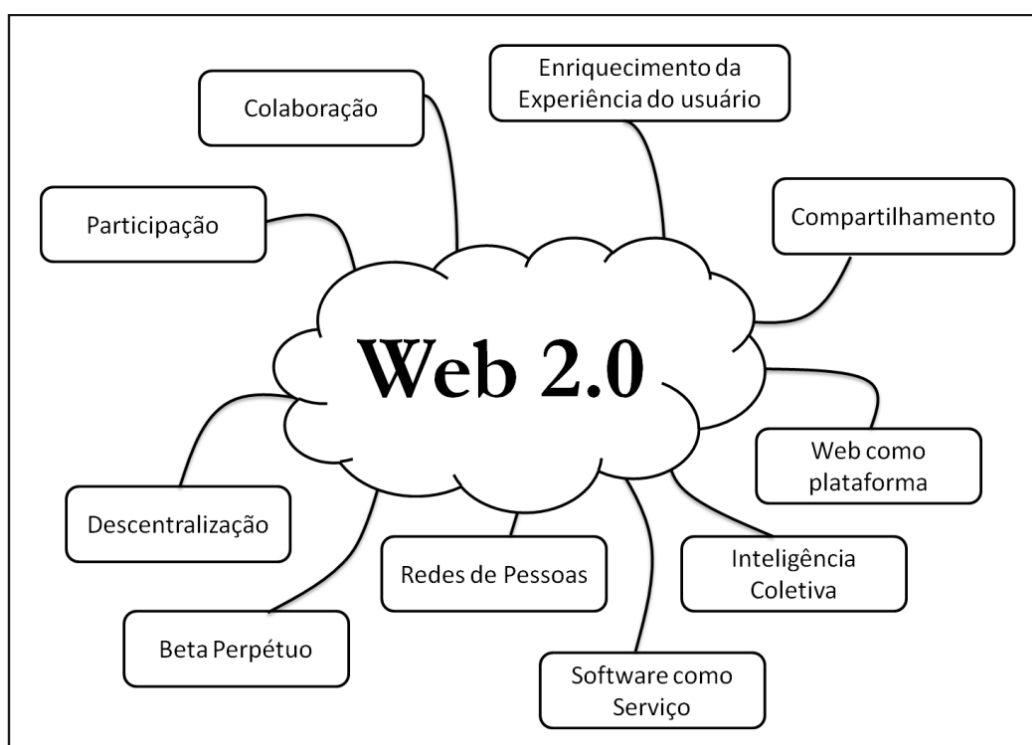 Enriquecimento da
Experiência do usuário
Colaboração
Compartilhamento
Participação
Web 2.0
Web como
plataforma
Descentralização
Redes de Pessoas
Inteligência
Coletiva
Beta Perpétuo
Software como
Serviço